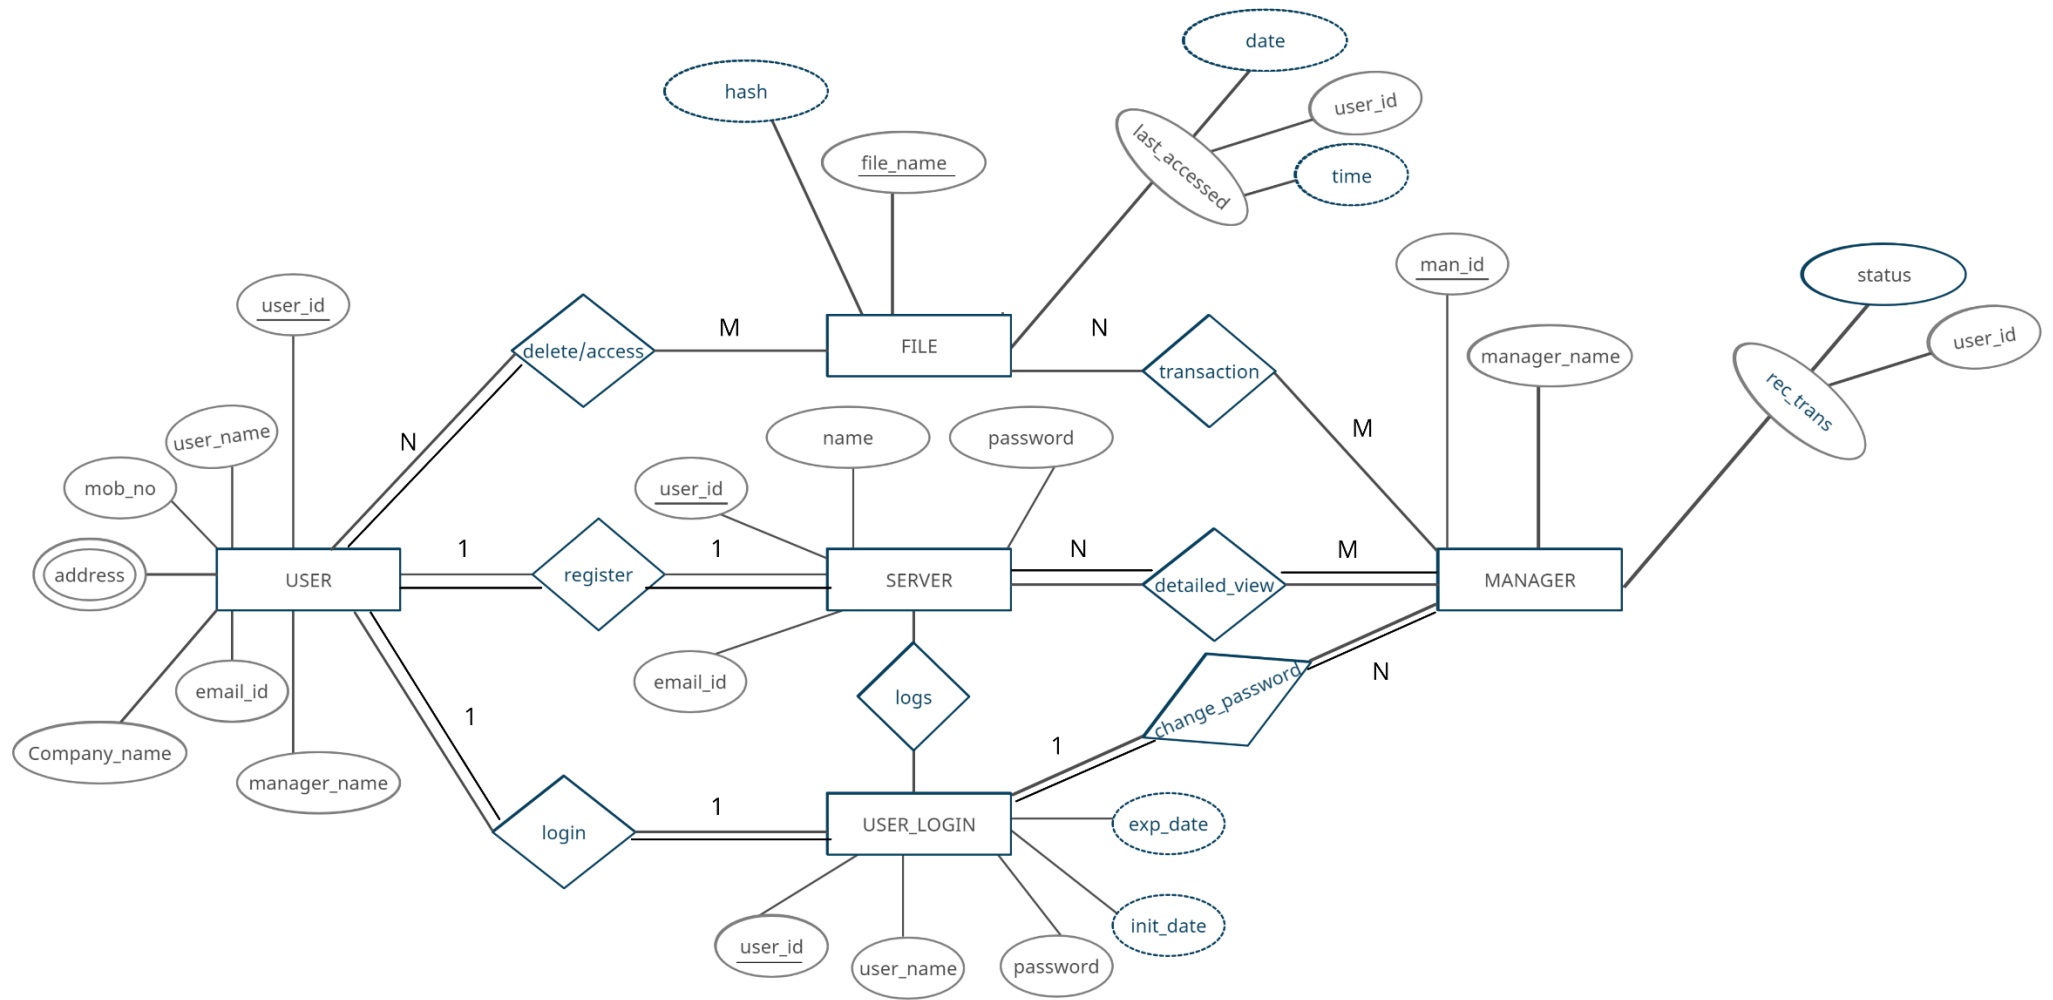 date
hash
user_id
file_name
last_accessed
time
man_id
status
user_id
M
N
user_id
FILE
delete/access
transaction
manager_name
user_name
N
M
rec_trans
name
password
mob_no
user_id
1
1
N
M
address
USER
register
SERVER
detailed_view
MANAGER
email_id
email_id
N
logs
change_password
1
1
Company_name
manager_name
1
login
USER_LOGIN
exp_date
init_date
user_id
user_name
password